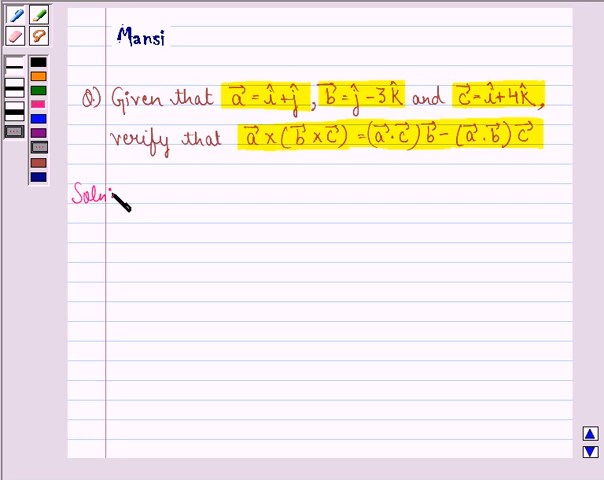 Mansi
Q) Given that a⃗ = î + ĵ , b⃗ = ĵ - 3k̂ and c⃗ = î + 4k̂,
verify that a⃗ × (b⃗ × c⃗) = (a⃗ . c⃗) b⃗ - (a⃗ . b⃗) c⃗
Soln: